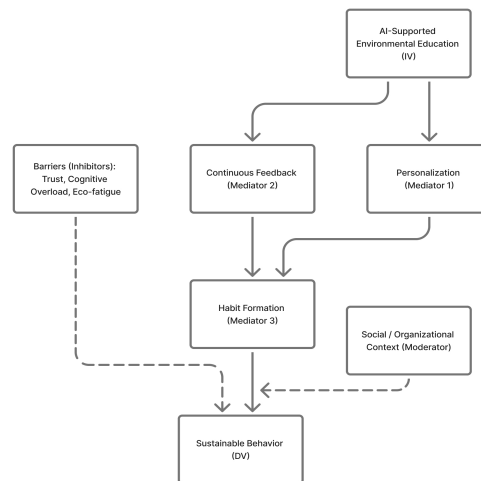 AI-Supported
Environmental Education
(IV)
Barriers (Inhibitors):
Trust, Cognitive
Overload, Eco-fatigue
Continuous Feedback
(Mediator 2)
Personalization
(Mediator 1)
Habit Formation
(Mediator 3)
Social / Organizational
Context (Moderator)
Sustainable Behavior
(DV)